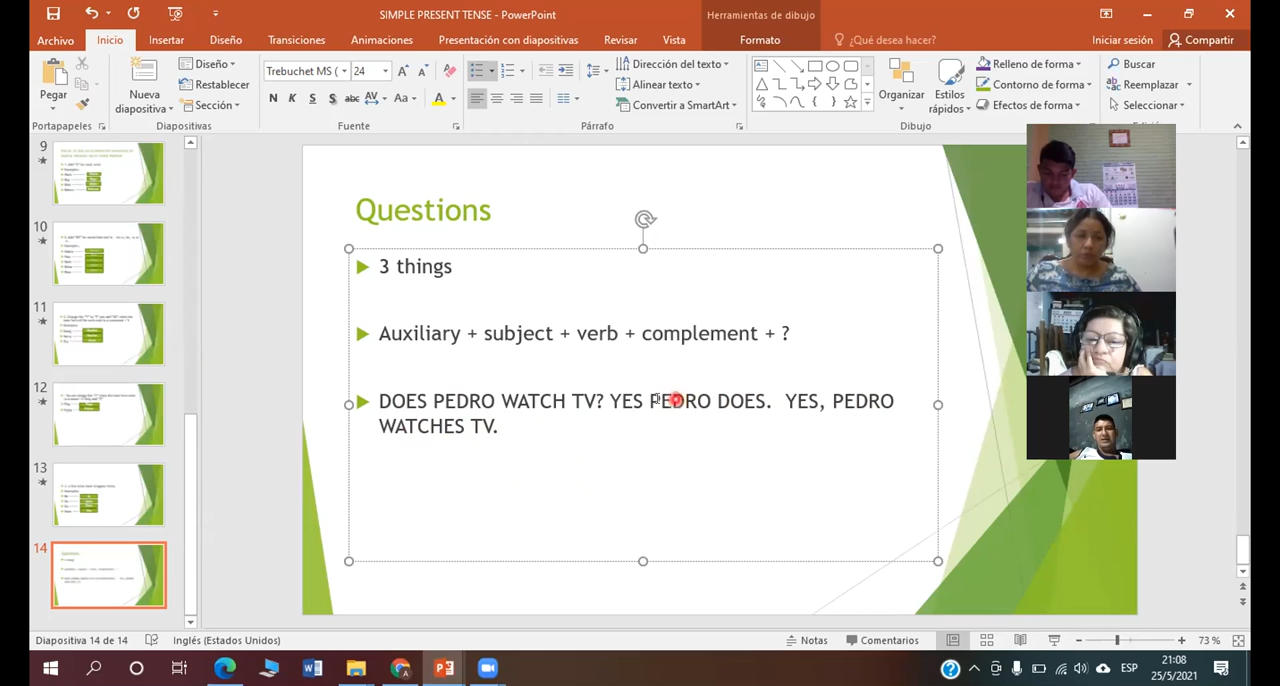 SIMPLE PRESENT TENSE - PowerPoint
Herramientas de dibujo
Archivo
Inicio
Insertar
Diseño
Transiciones
Animaciones
Presentación con diapositivas
Revisar
Vista
Formato
¿Qué desea hacer?
Iniciar sesión
Compartir
Pegar
Nueva
diapositiva
Diseño
Restablecer
Sección
Trebuchet MS (
24
N K S S abc AV Aa A
Dirección del texto
Alinear texto
Convertir a SmartArt
Organizar
Estilos
rápidos
Relleno de forma
Contorno de forma
Efectos de forma
Buscar
Reemplazar
Seleccionar
Portapapeles
Diapositivas
Fuente
Párrafo
Dibujo
9
10
11
12
13
14
Questions
3 things
Auxiliary + subject + verb + complement + ?
DOES PEDRO WATCH TV? YES PEDRO DOES. YES, PEDRO
WATCHES TV.
Diapositiva 14 de 14
Inglés (Estados Unidos)
Notas
Comentarios
73 %
ESP
21:08
25/5/2021